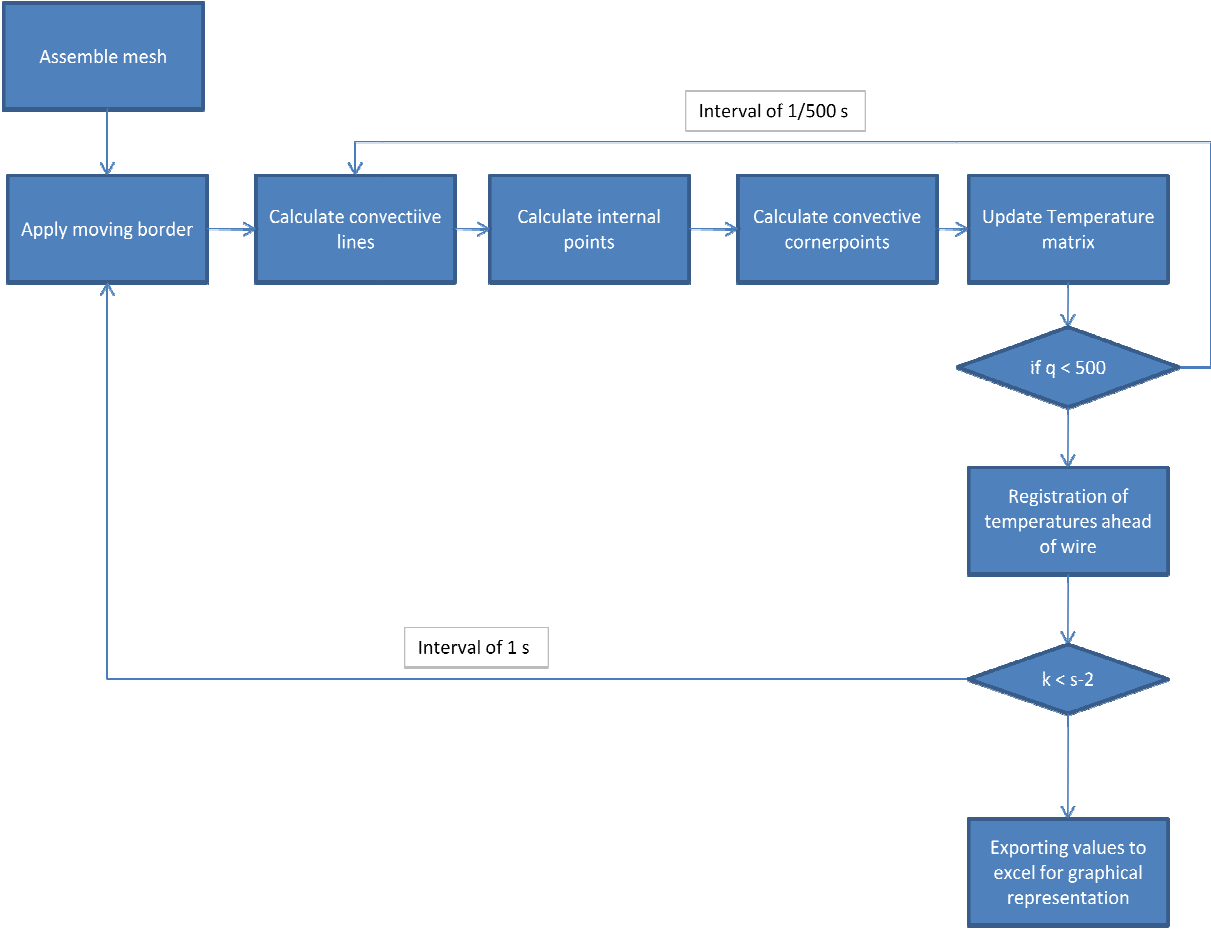 Assemble mesh
Interval of 1/500 s
Apply moving border
Calculate convectiive
lines
Calculate internal
points
Calculate convective
cornerpoints
Update Temperature
matrix
if q < 500
Registration of
temperatures ahead
of wire
Interval of 1 s
k < s-2
Exporting values to
excel for graphical
representation